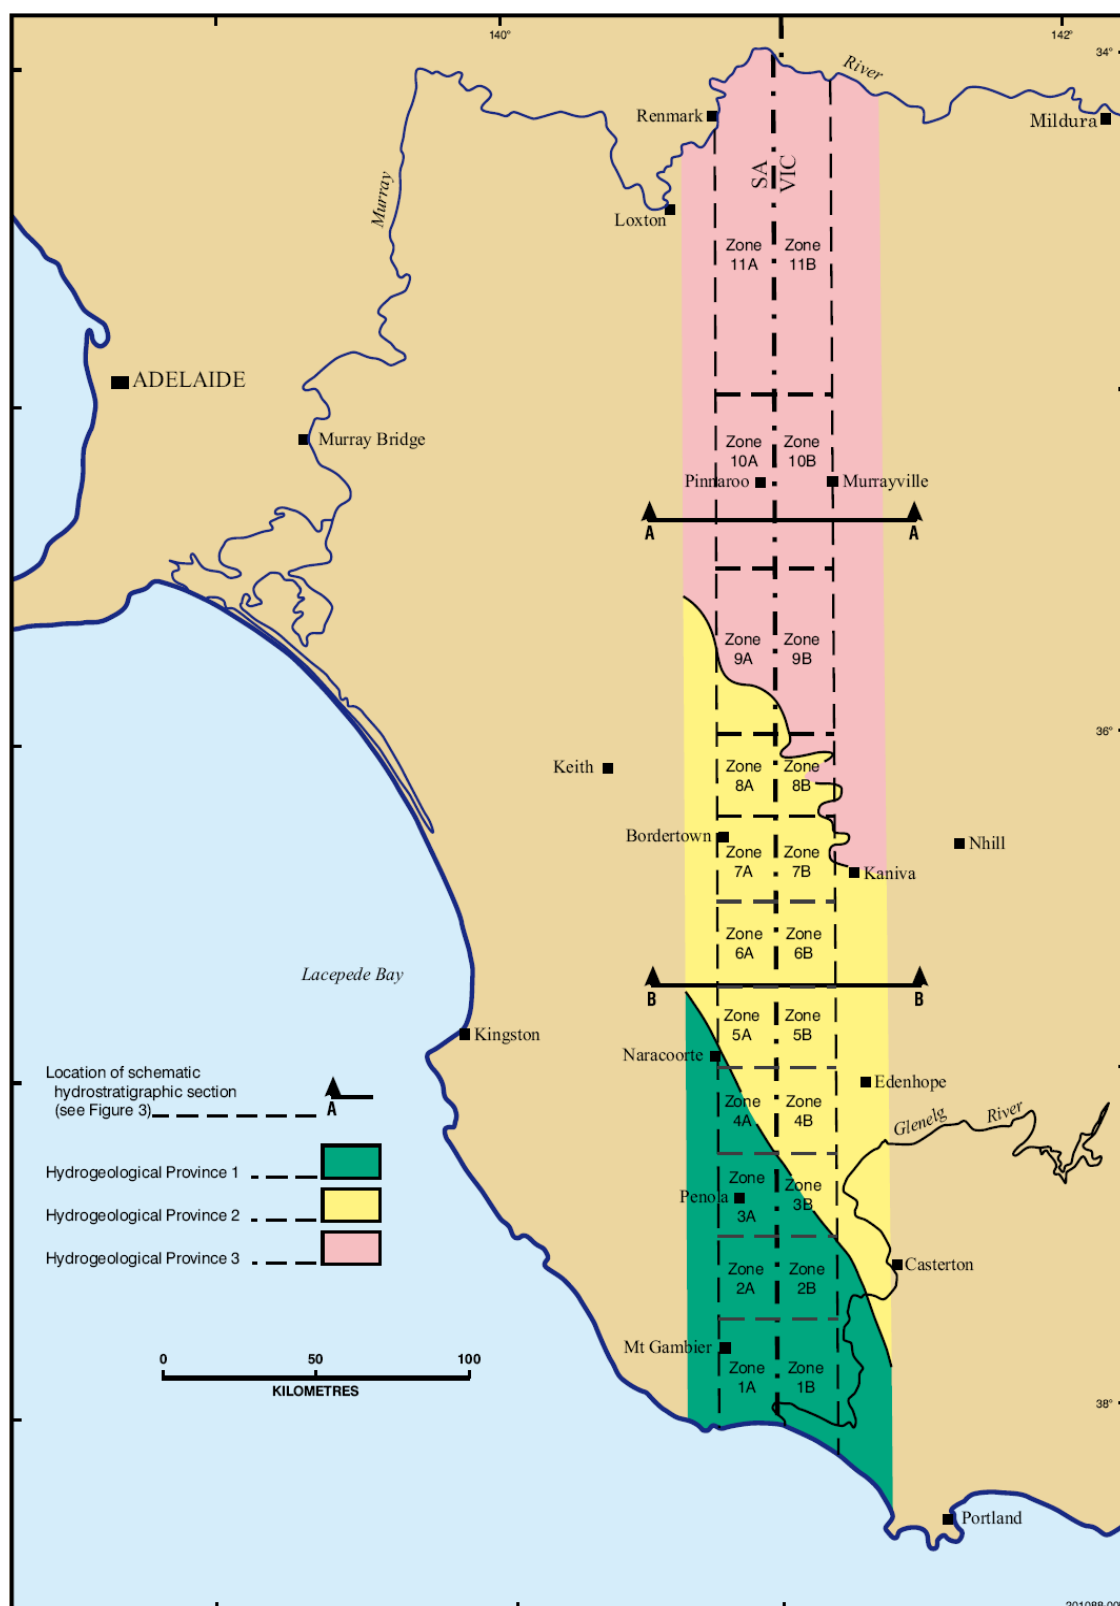 140°
142°
34°
River
Renmark
Mildura
SA
VIC
Murray
Loxton
Zone
11A
Zone
11B
ADELAIDE
Murray Bridge
Zone
10A
Zone
10B
Pinnaroo
Murrayville
A
A
Zone
9A
Zone
9B
36°
Keith
Zone
8A
Zone
8B
Bordertown
Nhill
Zone
7A
Zone
7B
Kaniva
Zone
6A
Zone
6B
Lacepede Bay
B
B
Zone
5A
Zone
5B
Kingston
Naracoorte
Edenhope
Zone
4A
Zone
4B
Glenelg River
Location of schematic
hydrostratigraphic section
(see Figure 3)
A
Hydrogeological Province 1
Hydrogeological Province 2
Hydrogeological Province 3
Zone
3A
Zone
3B
Penola
Casterton
Zone
2A
Zone
2B
Mt Gambier
Zone
1A
Zone
1B
0 50 100
KILOMETRES
38°
Portland